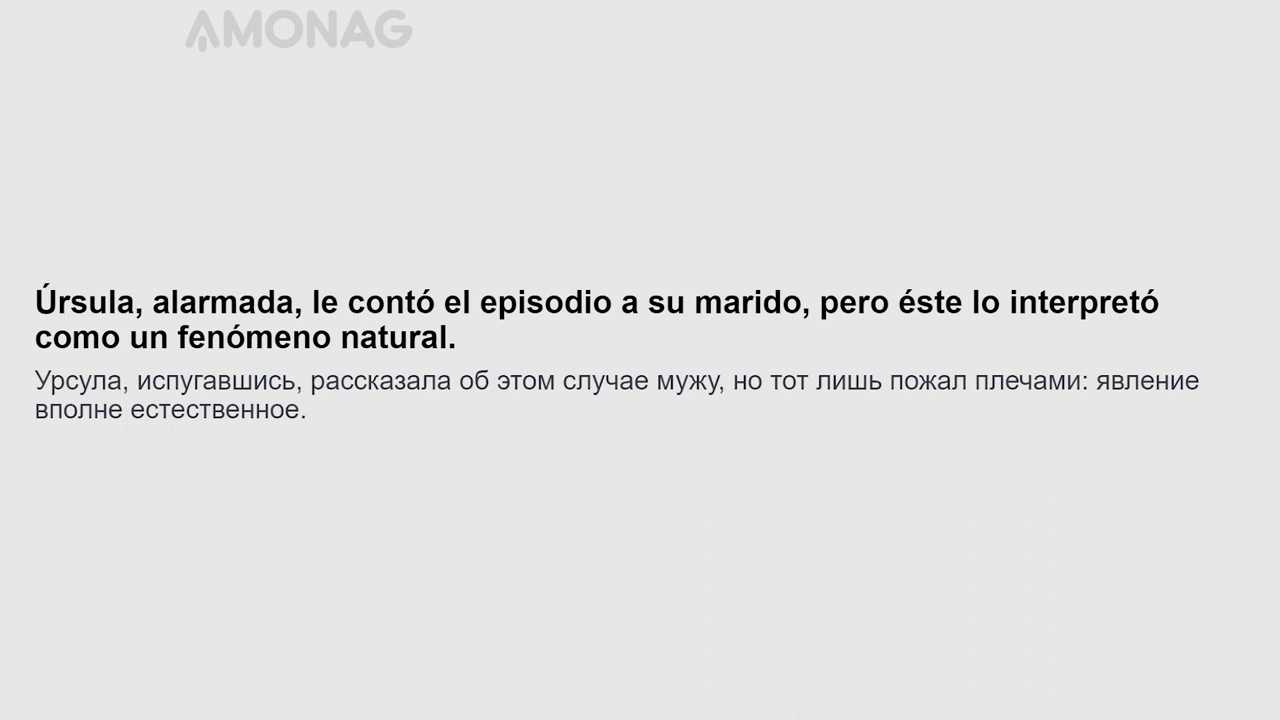 AMONAG
Úrsula, alarmada, le contó el episodio a su marido, pero éste lo interpretó
como un fenómeno natural.
Урсула, испугавшись, рассказала об этом случае мужу, но тот лишь пожал плечами: явление
вполне естественное.